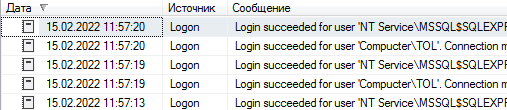 Дата Источник Сообщение
15.02.2022 11:57:20 Logon Login succeeded for user 'NT Service\MSSQL$SQLEXPR
15.02.2022 11:57:20 Logon Login succeeded for user 'Compucter\TOL'. Connection m
15.02.2022 11:57:19 Logon Login succeeded for user 'NT Service\MSSQL$SQLEXPR
15.02.2022 11:57:19 Logon Login succeeded for user 'Compucter\TOL'. Connection m
15.02.2022 11:57:13 Logon Login succeeded for user 'NT Service\MSSQL$SQLEXPR